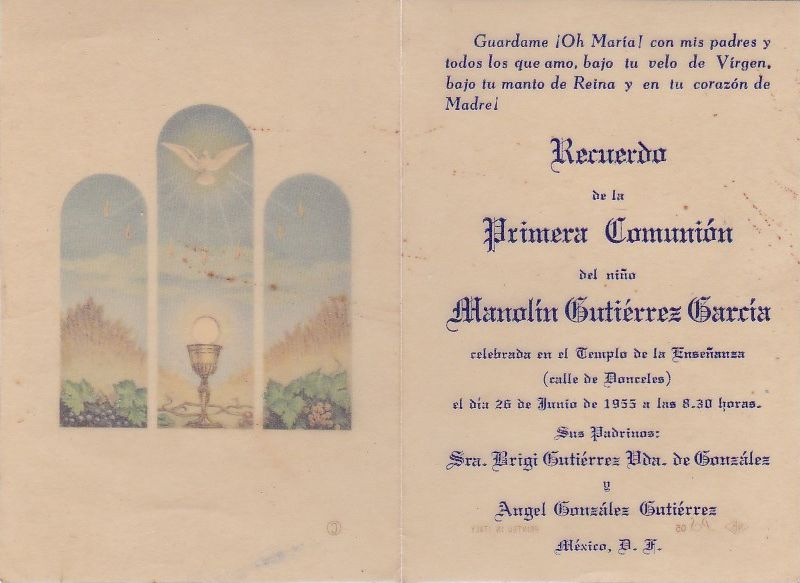 Guardame ¡Oh María! con mis padres y
todos los que amo, bajo tu velo de Virgen,
bajo tu manto de Reina y en tu corazón de
Madre!
Recuerdo
de la
Primera Comunión
del niño
Manolín Gutiérrez García
celebrada en el Templo de la Enseñanza
(calle de Donceles)
el día 26 de Junio de 1955 a las 8.30 horas.
Sus Padrinos:
Sra. Brigi Gutiérrez Vda. de González
y
Angel González Gutiérrez
PRINTED IN ITALY
México, D. F.